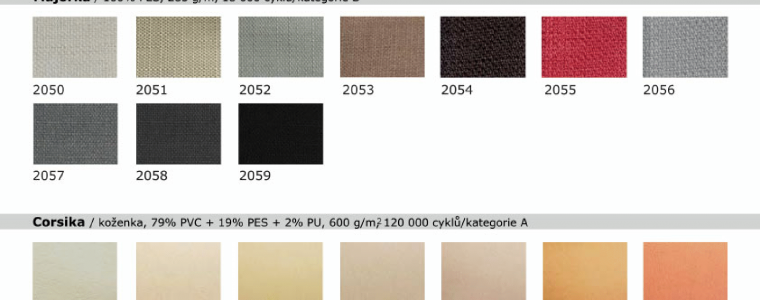 2050 2051 2052 2053 2054 2055 2056
2057 2058 2059
Corsika / koženka, 79% PVC + 19% PES + 2% PU, 600 g/m², 120 000 cyklů/kategorie A